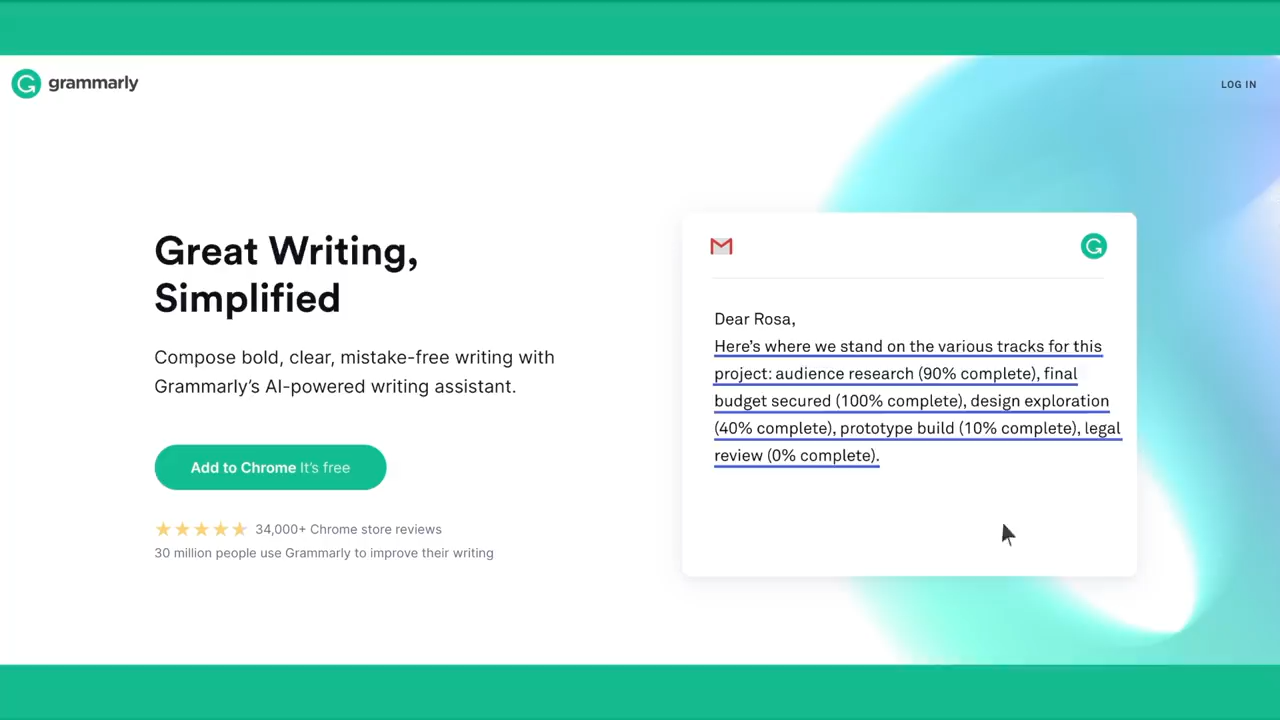 grammarly
LOG IN
Great Writing,
Simplified
Compose bold, clear, mistake-free writing with
Grammarly's AI-powered writing assistant.
Add to Chrome It's free
34,000+ Chrome store reviews
30 million people use Grammarly to improve their writing
Dear Rosa,
Here's where we stand on the various tracks for this
project: audience research (90% complete), final
budget secured (100% complete), design exploration
(40% complete), prototype build (10% complete), legal
review (0% complete).